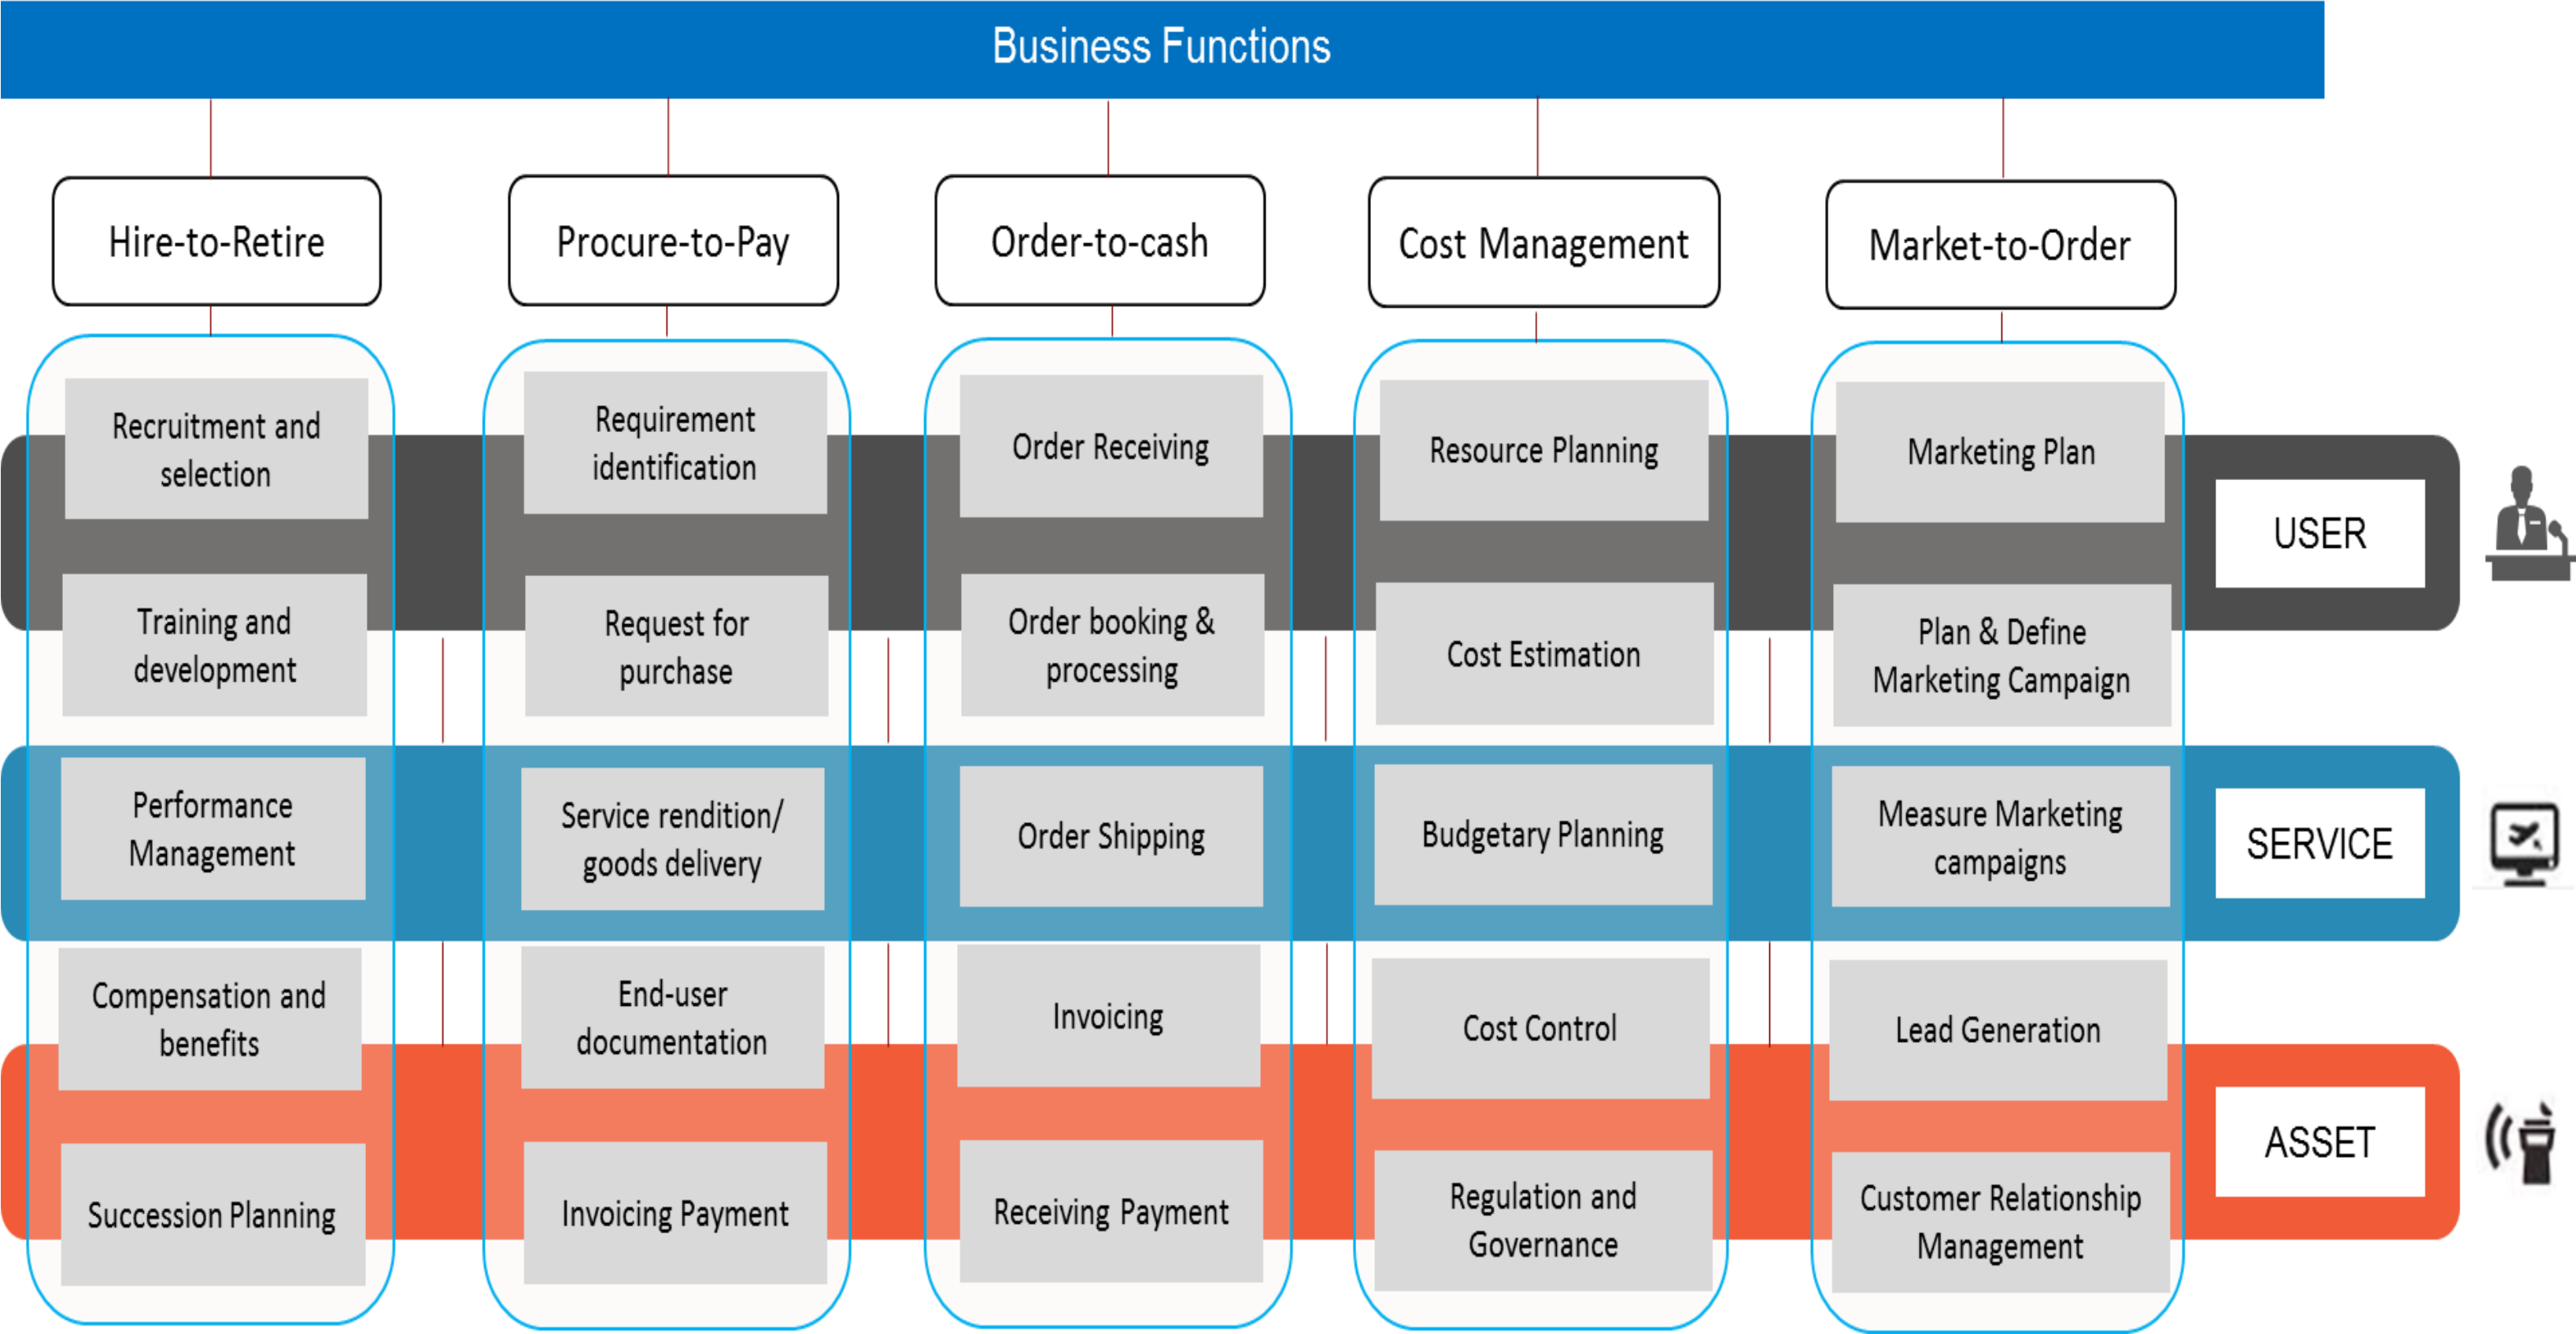 Business Functions
Hire-to-Retire
Procure-to-Pay
Order-to-cash
Cost Management
Market-to-Order
Recruitment and
selection
Training and
development
Performance
Management
Compensation and
benefits
Succession Planning
Requirement
identification
Request for
purchase
Service rendition/
goods delivery
End-user
documentation
Invoicing Payment
Order Receiving
Order booking &
processing
Order Shipping
Invoicing
Receiving Payment
Resource Planning
Cost Estimation
Budgetary Planning
Cost Control
Regulation and
Governance
Marketing Plan
Plan & Define
Marketing Campaign
Measure Marketing
campaigns
Lead Generation
Customer Relationship
Management
USER
SERVICE
ASSET